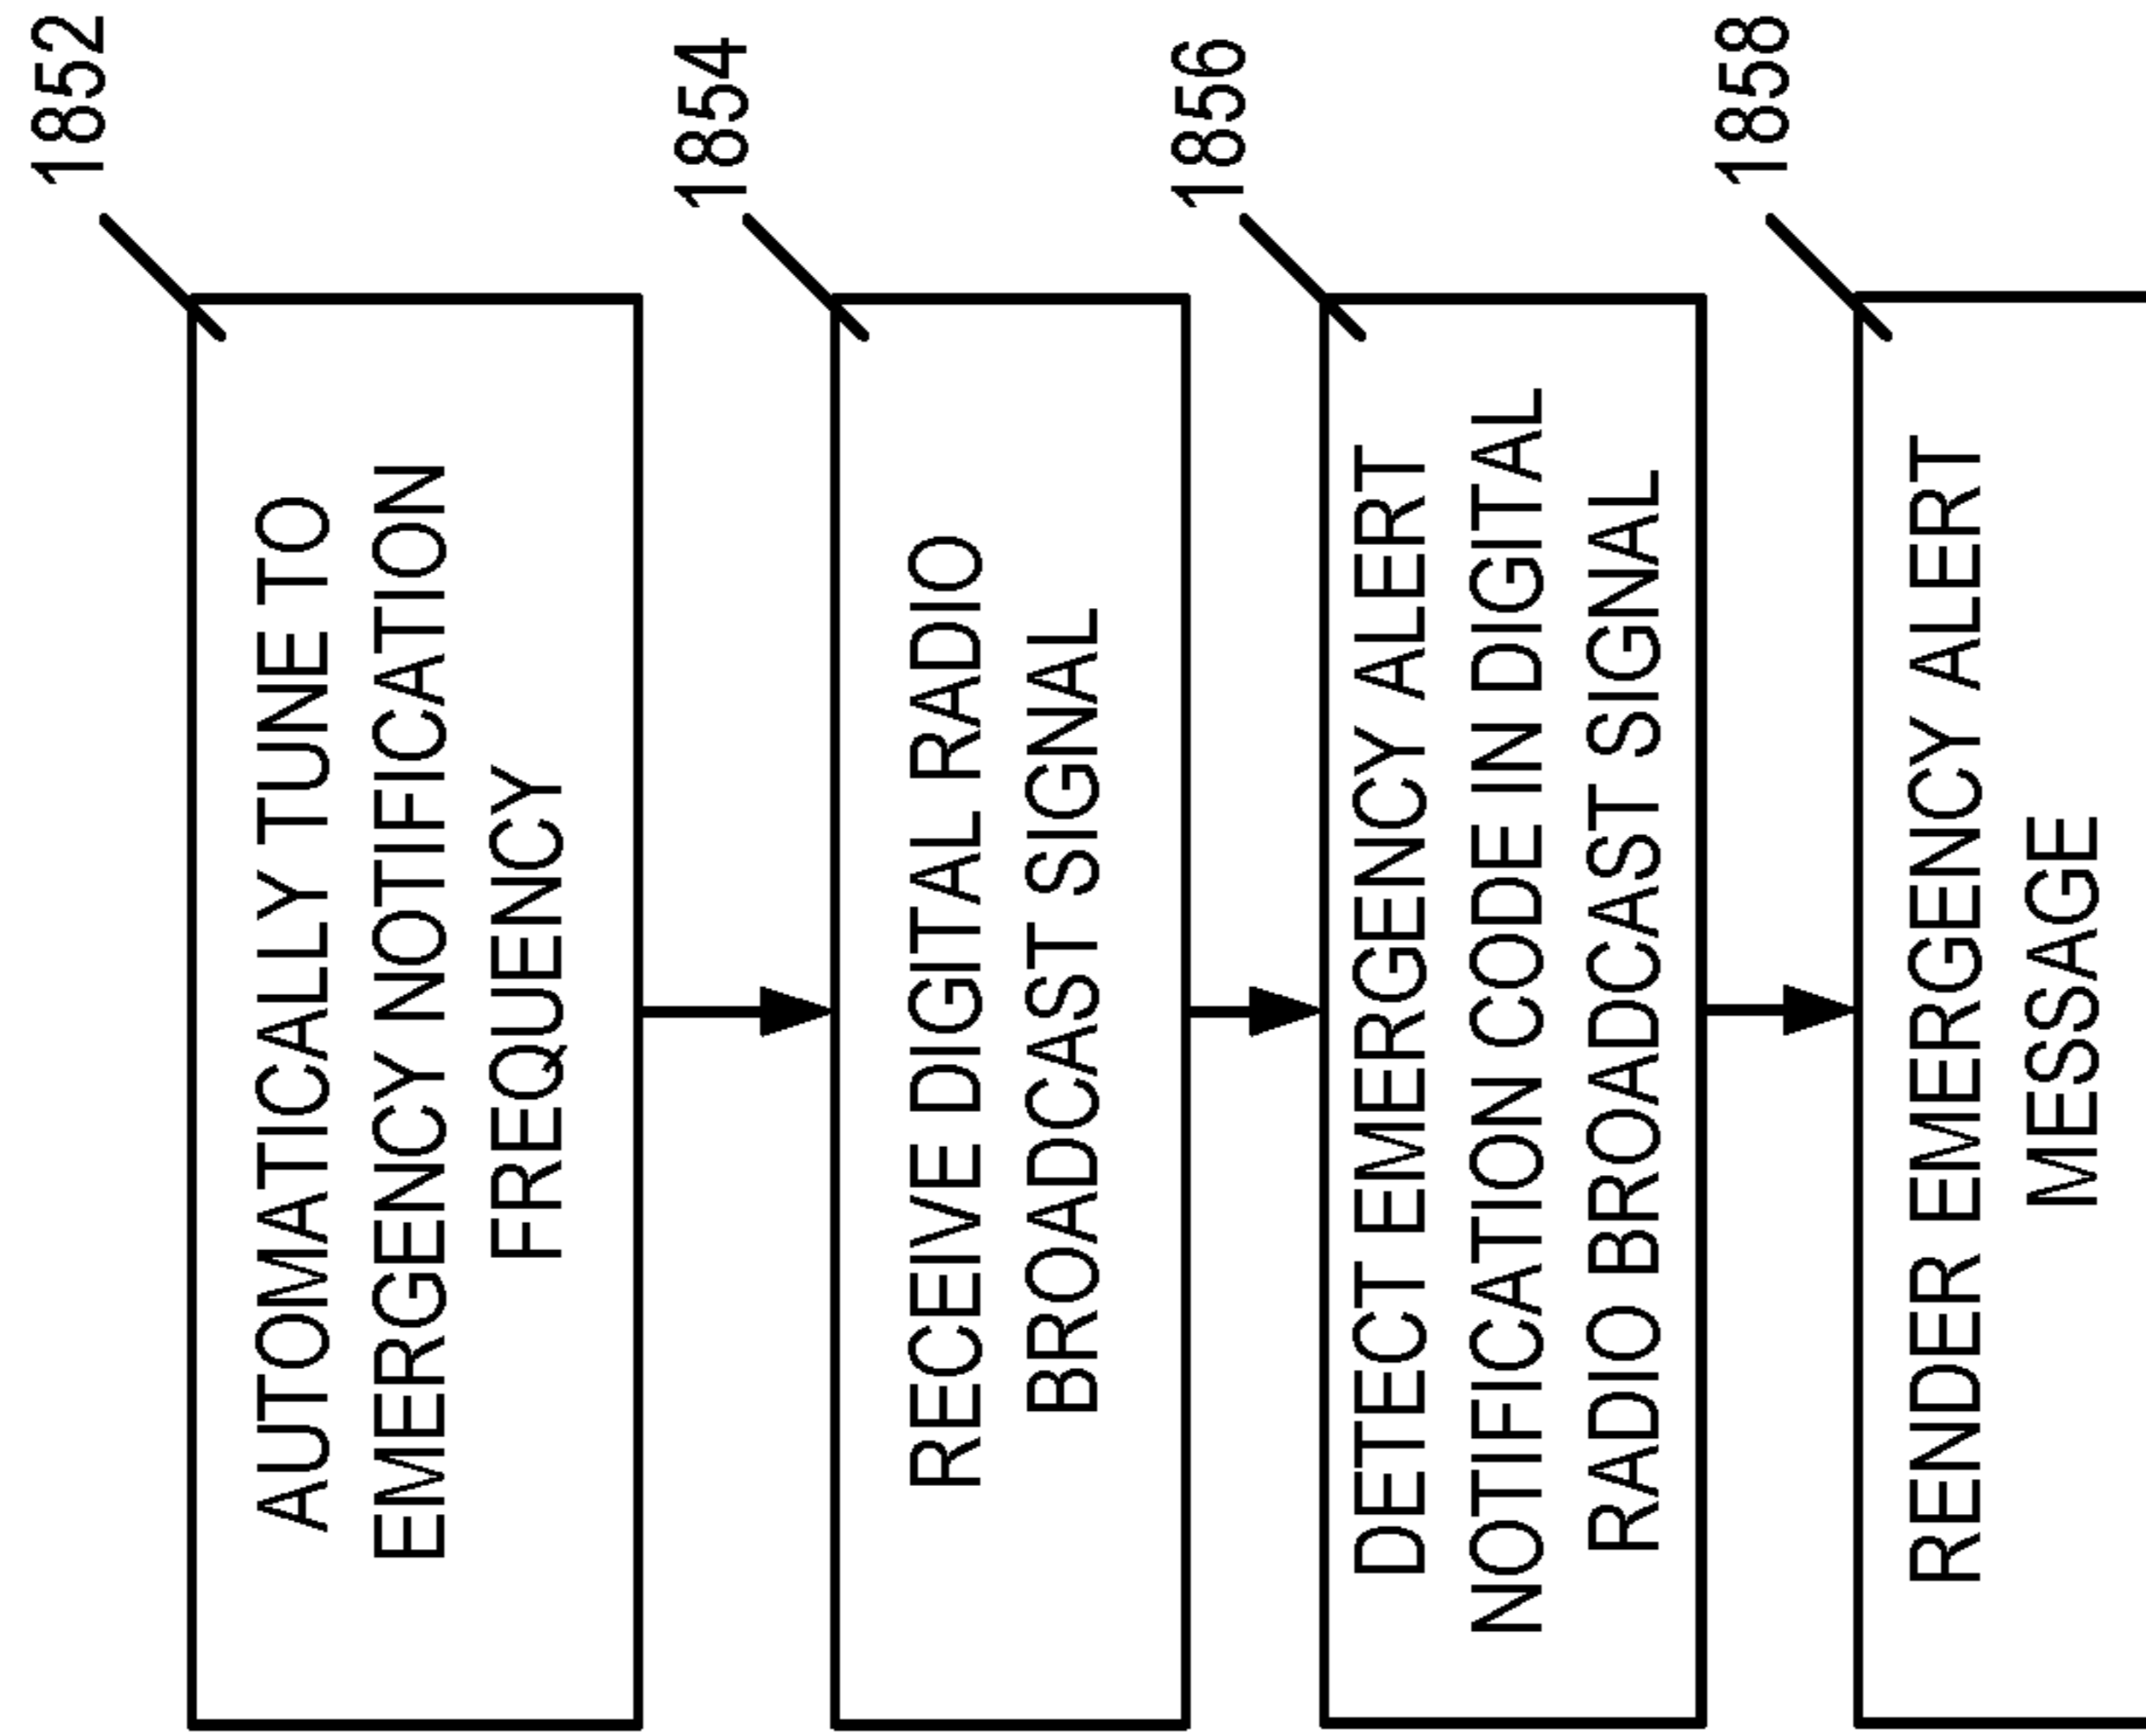 1852
AUTOMATICALLY TUNE TO
EMERGENCY NOTIFICATION
FREQUENCY
1854
RECEIVE DIGITAL RADIO
BROADCAST SIGNAL
1856
DETECT EMERGENCY ALERT
NOTIFICATION CODE IN DIGITAL
RADIO BROADCAST SIGNAL
1858
RENDER EMERGENCY ALERT
MESSAGE